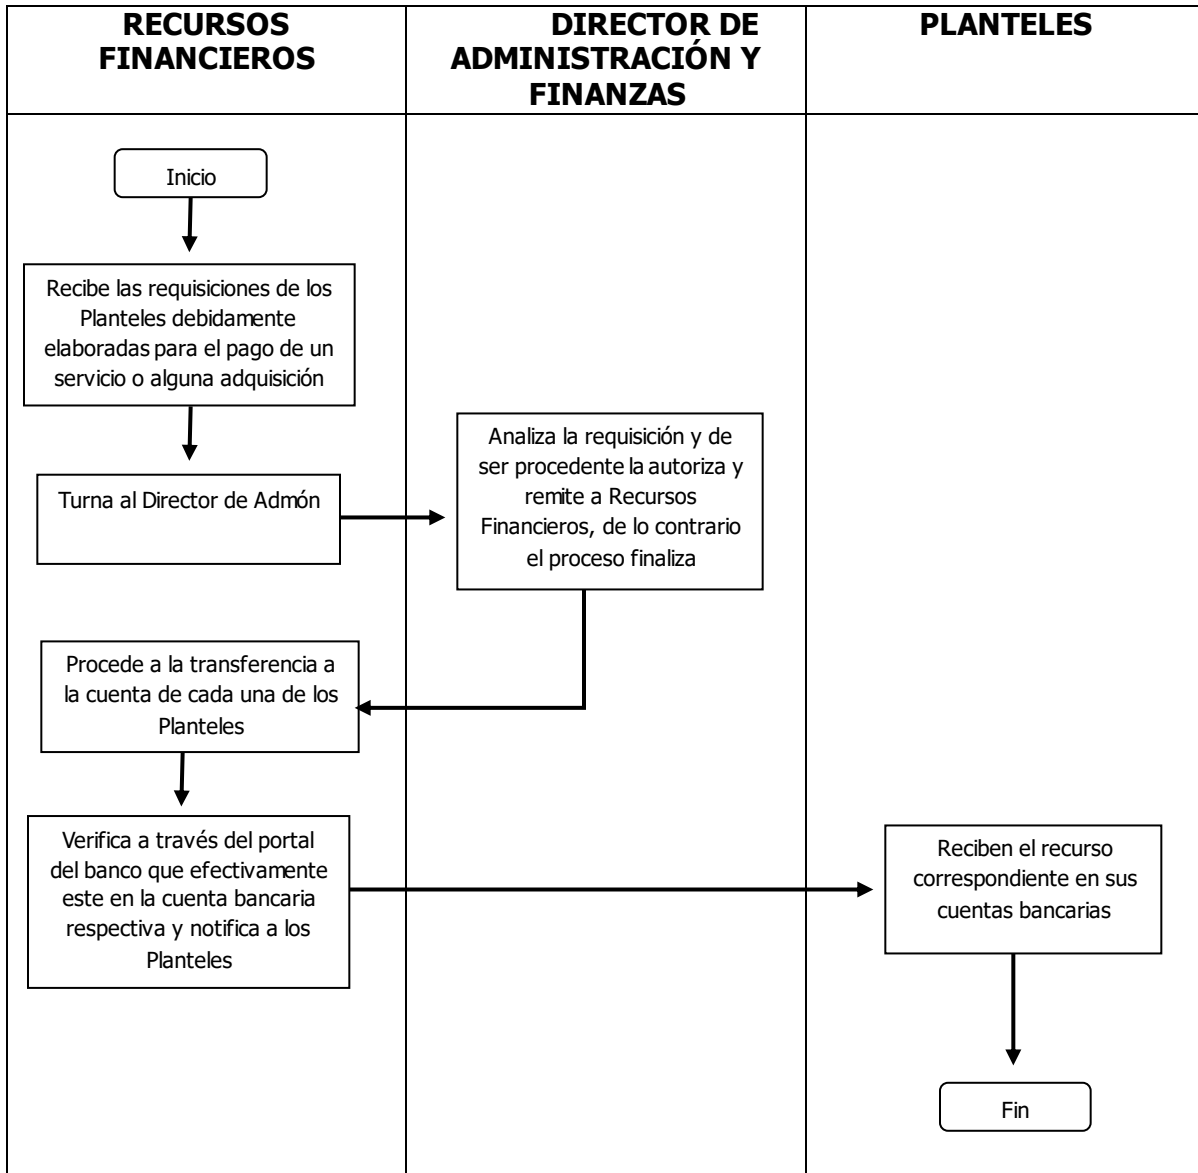 RECURSOS
FINANCIEROS
DIRECTOR DE
ADMINISTRACIÓN Y
FINANZAS
PLANTELES
Inicio
Recibe las requisiciones de los
Planteles debidamente
elaboradas para el pago de un
servicio o alguna adquisición
Turna al Director de Admón
Analiza la requisición y de
ser procedente la autoriza y
remite a Recursos
Financieros, de lo contrario
el proceso finaliza
Procede a la transferencia a
la cuenta de cada una de los
Planteles
Verifica a través del portal
del banco que efectivamente
este en la cuenta bancaria
respectiva y notifica a los
Planteles
Reciben el recurso
correspondiente en sus
cuentas bancarias
Fin